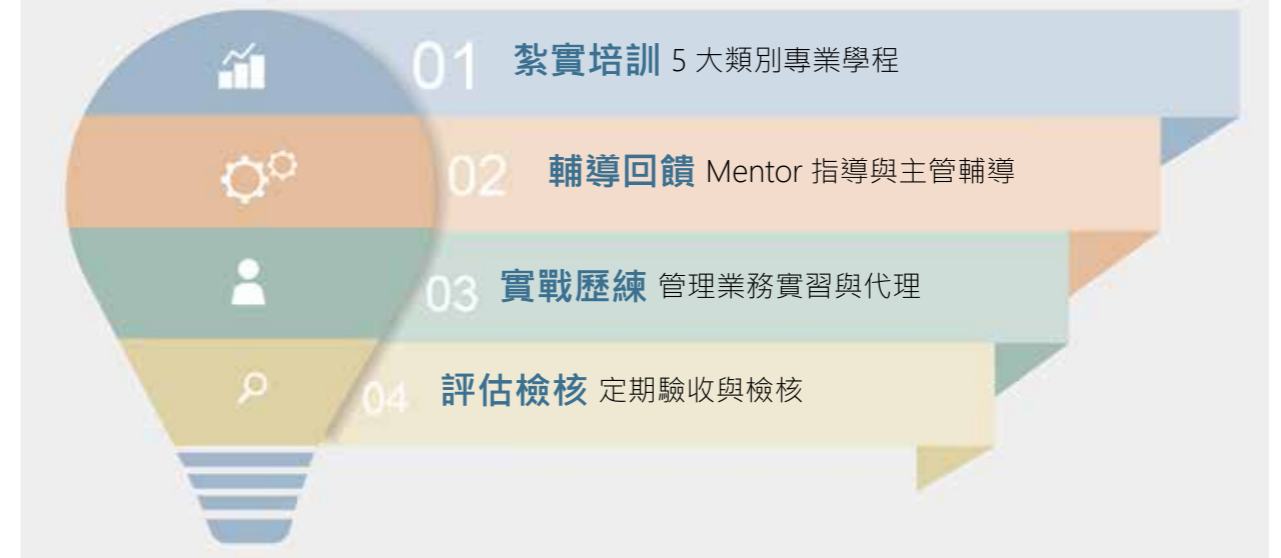 01 紮實培訓 5 大類別專業學程
02 輔導回饋 Mentor 指導與主管輔導
03 實戰歷練 管理業務實習與代理
04 評估檢核 定期驗收與檢核